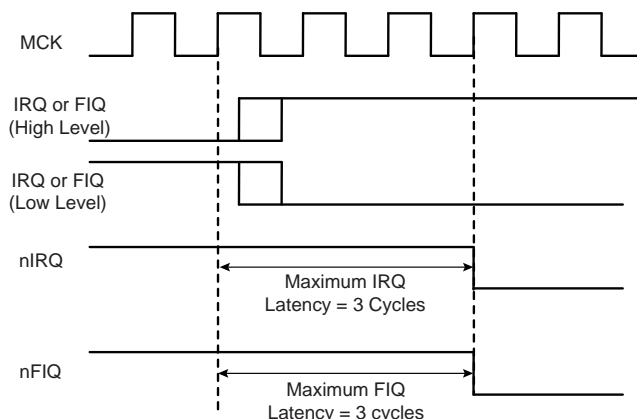 MCK
IRQ or FIQ
(High Level)
IRQ or FIQ
(Low Level)
nIRQ
Maximum IRQ
Latency = 3 Cycles
nFIQ
Maximum FIQ
Latency = 3 cycles